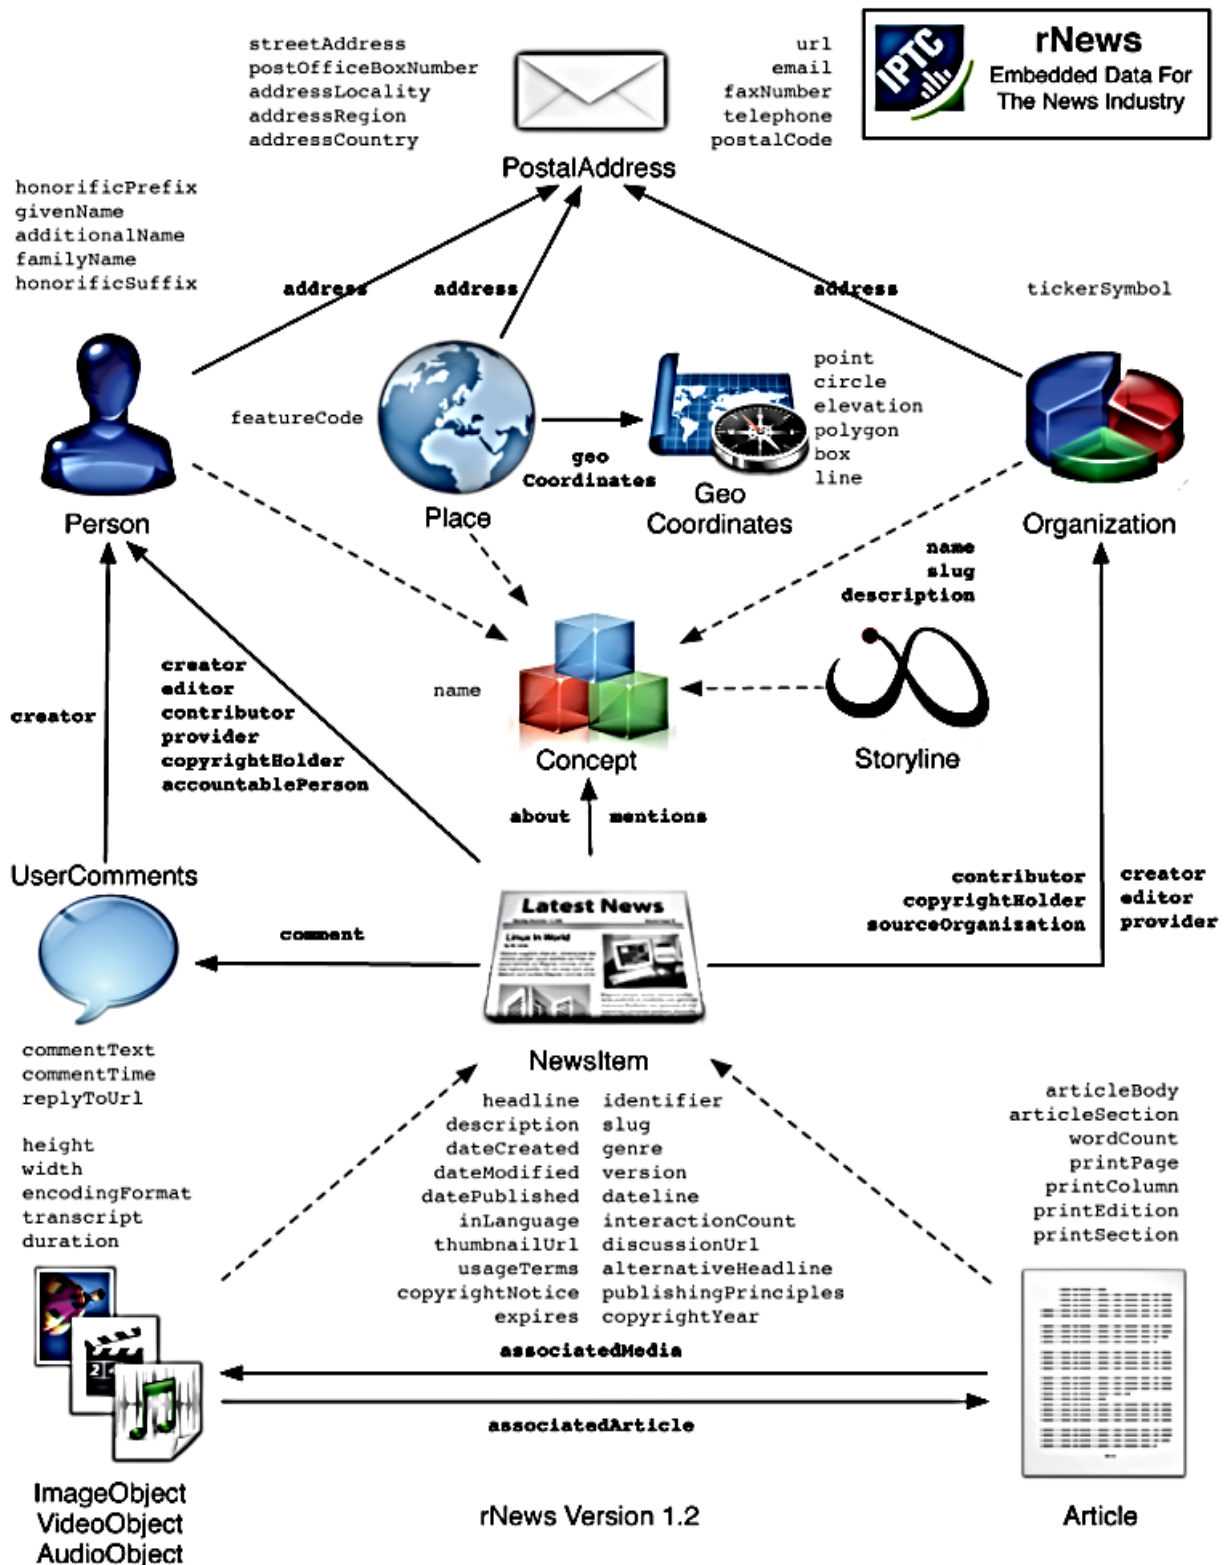 streetAddress
postOfficeBoxNumber
addressLocality
addressRegion
addressCountry
url
email
faxNumber
telephone
postalCode
IPTC
rNews
Embedded Data For
The News Industry
PostalAddress
honorificPrefix
givenName
additionalName
familyName
honorificSuffix
address
address
address
tickerSymbol
featureCode
geo
Coordinates
point
circle
elevation
polygon
box
line
Person
Place
Geo
Coordinates
Organization
name
slug
description
name
Concept
Storyline
creator
creator
editor
contributor
provider
copyrightHolder
accountablePerson
about
mentions
UserComments
comment
Latest News
Linux in World
contributor
copyrightHolder
sourceOrganization
creator
editor
provider
commentText
commentTime
replyToUrl
NewsItem
headline identifier
description slug
dateCreated genre
dateModified version
datePublished dateline
inLanguage interactionCount
thumbnailUrl discussionUrl
usageTerms alternativeHeadline
copyrightNotice publishingPrinciples
expires copyrightYear
height
width
encodingFormat
transcript
duration
articleBody
articleSection
wordCount
printPage
printColumn
printEdition
printSection
associatedMedia
associatedArticle
ImageObject
VideoObject
AudioObject
rNews Version 1.2
Article